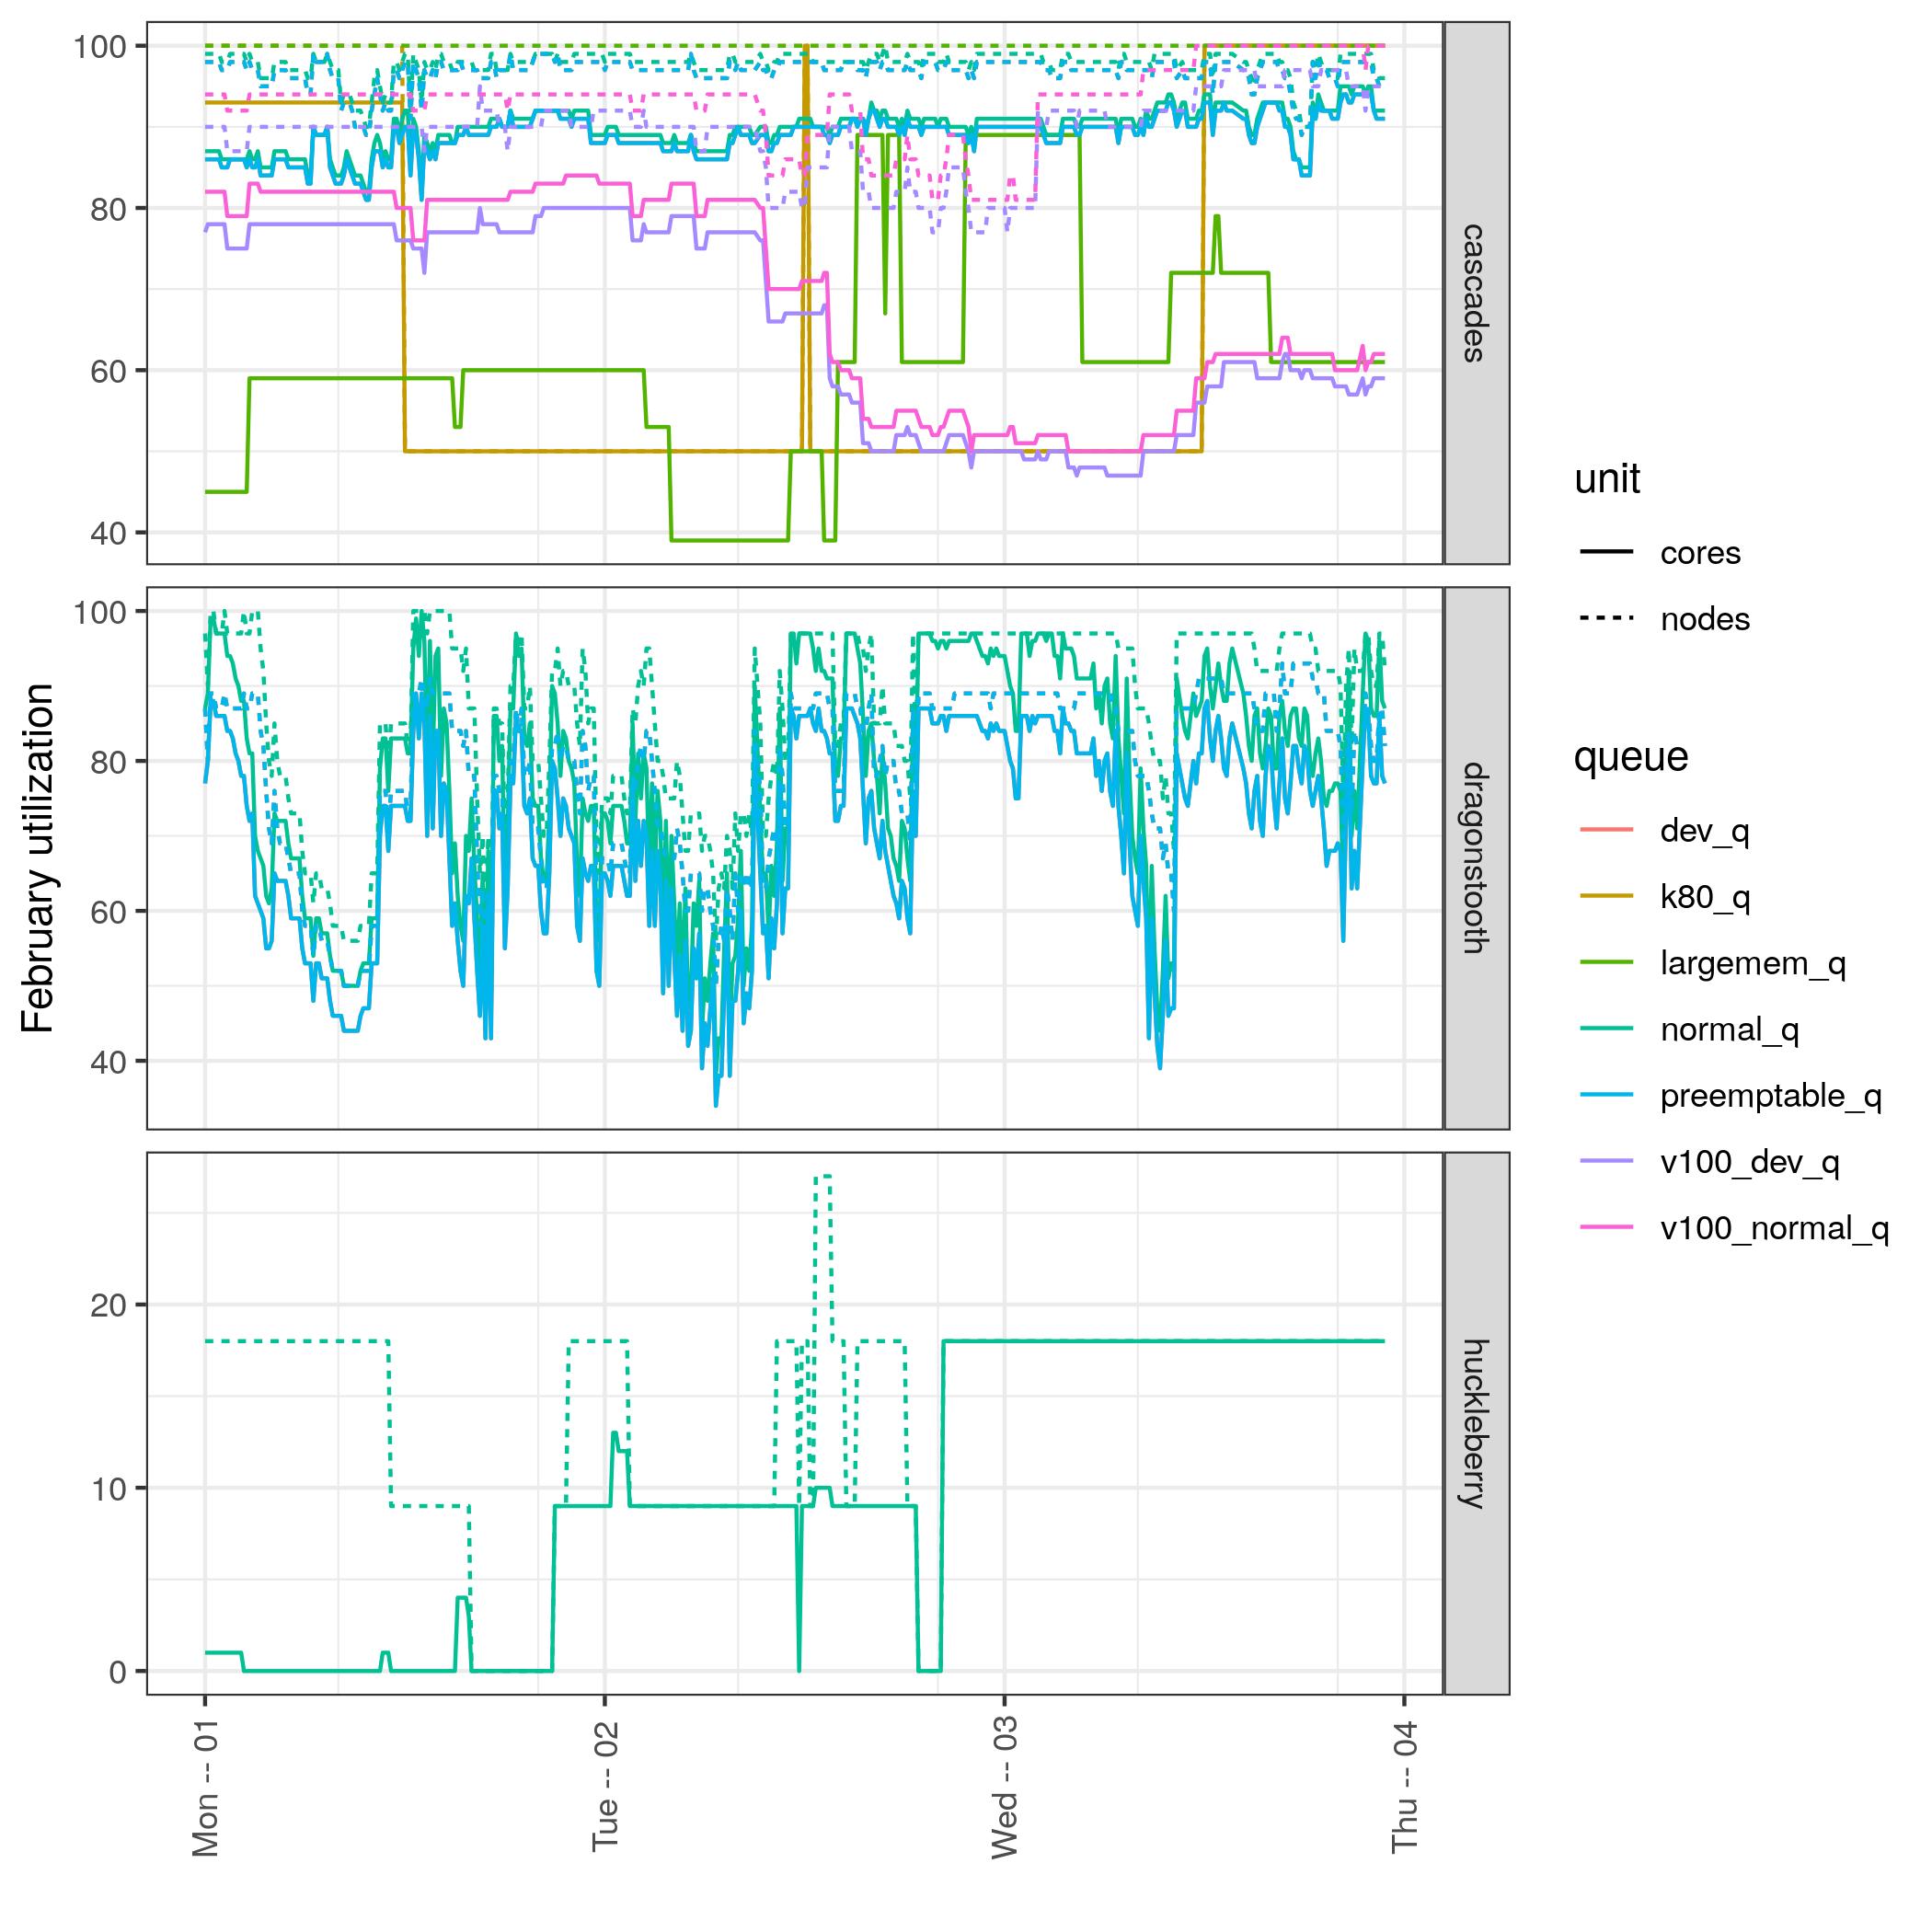 February utilization
100
80
60
40
cascades
100
80
60
40
dragonstooth
20
10
0
huckleberry
Mon -- 01
Tue -- 02
Wed -- 03
Thu -- 04
unit
cores
nodes
queue
dev_q
k80_q
largemem_q
normal_q
preemptable_q
v100_dev_q
v100_normal_q